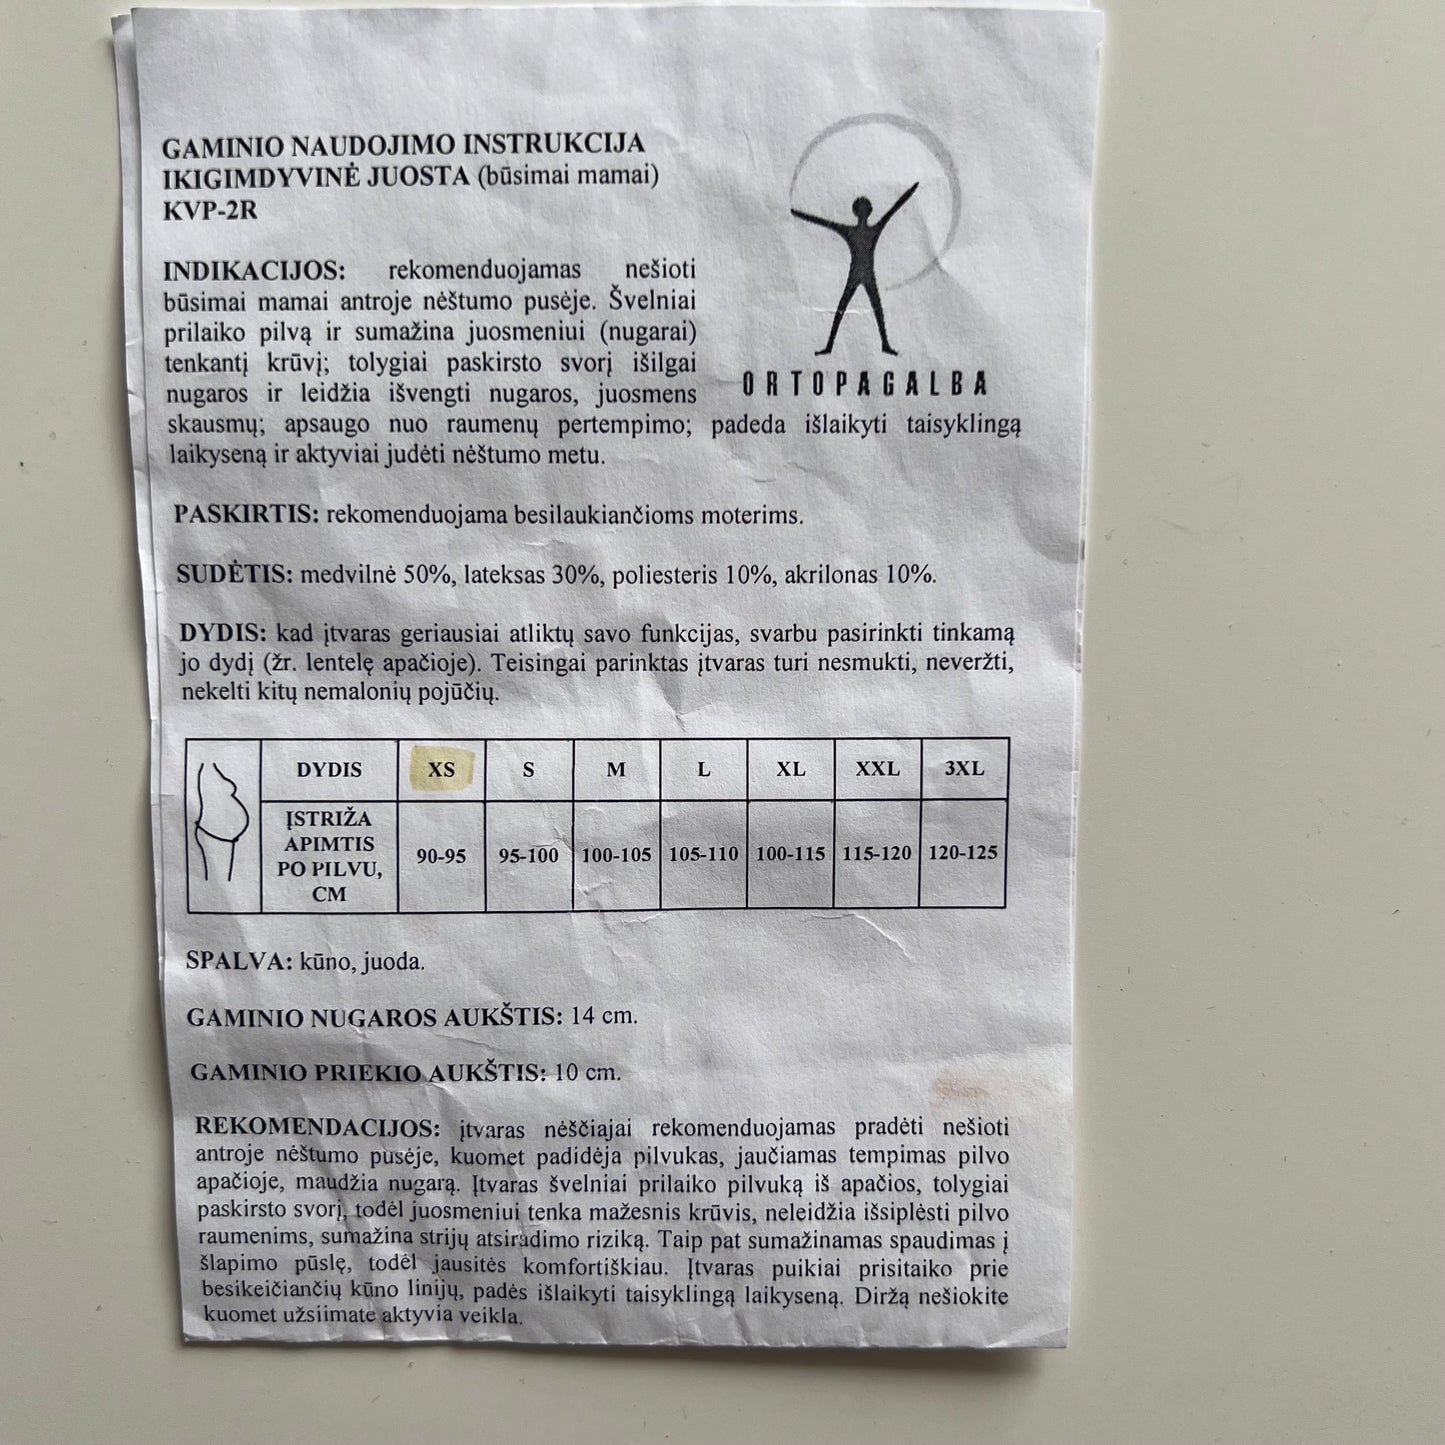 GAMINIO NAUDOJIMO INSTRUKCIJA
IKIGIMDYVINĖ JUOSTA (būsimai mamai)
KVP-2R
ORTOPAGALBA
INDIKACIJOS: rekomenduojamas nešioti
būsimai mamai antroje nėštumo pusėje. Švelniai
prilaiko pilvą ir sumažina juosmeniui (nugarai)
tenkantį krūvį; tolygiai paskirsto svorį išilgai
nugaros ir leidžia išvengti nugaros, juosmens
skausmų; apsaugo nuo raumenų pertempimo; padeda išlaikyti taisyklingą
laikyseną ir aktyviai judėti nėštumo metu.
PASKIRTIS: rekomenduojama besilaukiančioms moterims.
SUDĖTIS: medvilnė 50%, lateksas 30%, poliesteris 10%, akrilonas 10%.
DYDIS: kad įtvaras geriausiai atliktų savo funkcijas, svarbu pasirinkti tinkamą
jo dydį (žr. lentelę apačioje). Teisingai parinktas įtvaras turi nesmukti, neveržti,
nekelti kitų nemalonių pojūčių.
DYDIS XS S M L XL XXL 3XL
ĮSTRIŽA
APIMTIS
PO PILVU,
CM
90-95 95-100 100-105 105-110 100-115 115-120 120-125
SPALVA: kūno, juoda.
GAMINIO NUGAROS AUKŠTIS: 14 cm.
GAMINIO PRIEKIO AUKŠTIS: 10 cm.
REKOMENDACIJOS: įtvaras nėščiajai rekomenduojamas pradėti nešioti
antroje nėštumo pusėje, kuomet padidėja pilvukas, jaučiamas tempimas pilvo
apačioje, maudžia nugarą. Įtvaras švelniai prilaiko pilvuką iš apačios, tolygiai
paskirsto svorį, todėl juosmeniui tenka mažesnis krūvis, neleidžia išsiplėsti pilvo
raumenims, sumažina strijų atsiradimo riziką. Taip pat sumažinamas spaudimas į
šlapimo pūslę, todėl jausitės komfortiškiau. Įtvaras puikiai prisitaiko prie
besikeičiančių kūno linijų, padės išlaikyti taisyklingą laikyseną. Diržą nešiokite
kuomet užsiimate aktyvia veikla.